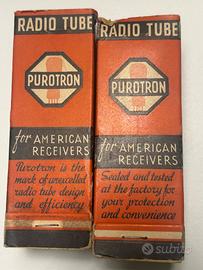 RADIO TUBE
PUROTRON
for AMERICAN
RECEIVERS
Purotron is the
mark of unexcelled
radio tube design
and efficiency
RADIO TUBE
PUROTRON
for AMERICAN
RECEIVERS
Sealed and tested
at the factory for
your protection
and convenience
subito